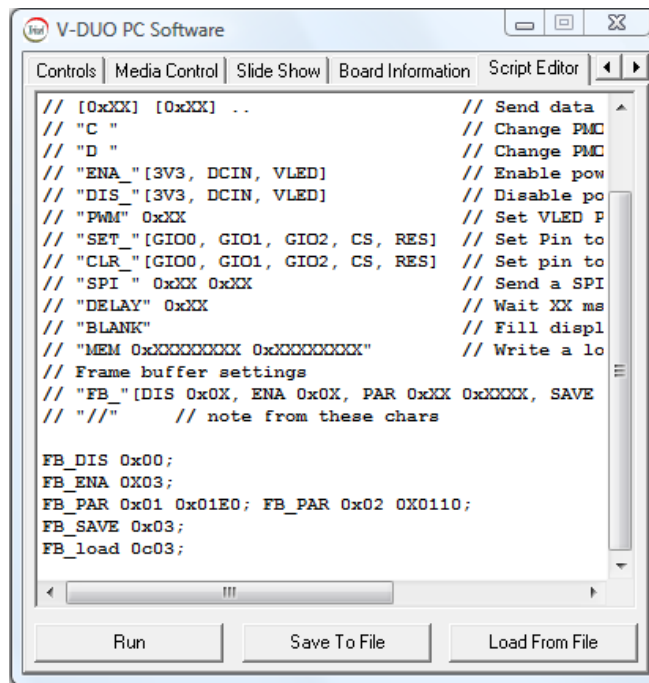 V-DUO PC Software
Controls Media Control Slide Show Board Information Script Editor
// [0xXX] [0xXX] .. // Send data
// "C " // Change PMO
// "D " // Change PMO
// "ENA_"[3V3, DCIN, VLED] // Enable pow
// "DIS_"[3V3, DCIN, VLED] // Disable po
// "PWM" 0xXX // Set VLED P
// "SET_"[GIO0, GIO1, GIO2, CS, RES] // Set Pin to
// "CLR_"[GIO0, GIO1, GIO2, CS, RES] // Set pin to
// "SPI " 0xXX 0xXX // Send a SPI
// "DELAY" 0xXX // Wait XX ms
// "BLANK" // Fill displ
// "MEM 0xXXXXXXXX 0xXXXXXXXX" // Write a lo
// Frame buffer settings
// "FB_"[DIS 0x0X, ENA 0x0X, PAR 0xXX 0xXXXX, SAVE
// "//" // note from these chars
FB_DIS 0x00;
FB_ENA 0X03;
FB_PAR 0x01 0x01E0; FB_PAR 0x02 0X0110;
FB_SAVE 0x03;
FB_load 0c03;
Run Save To File Load From File